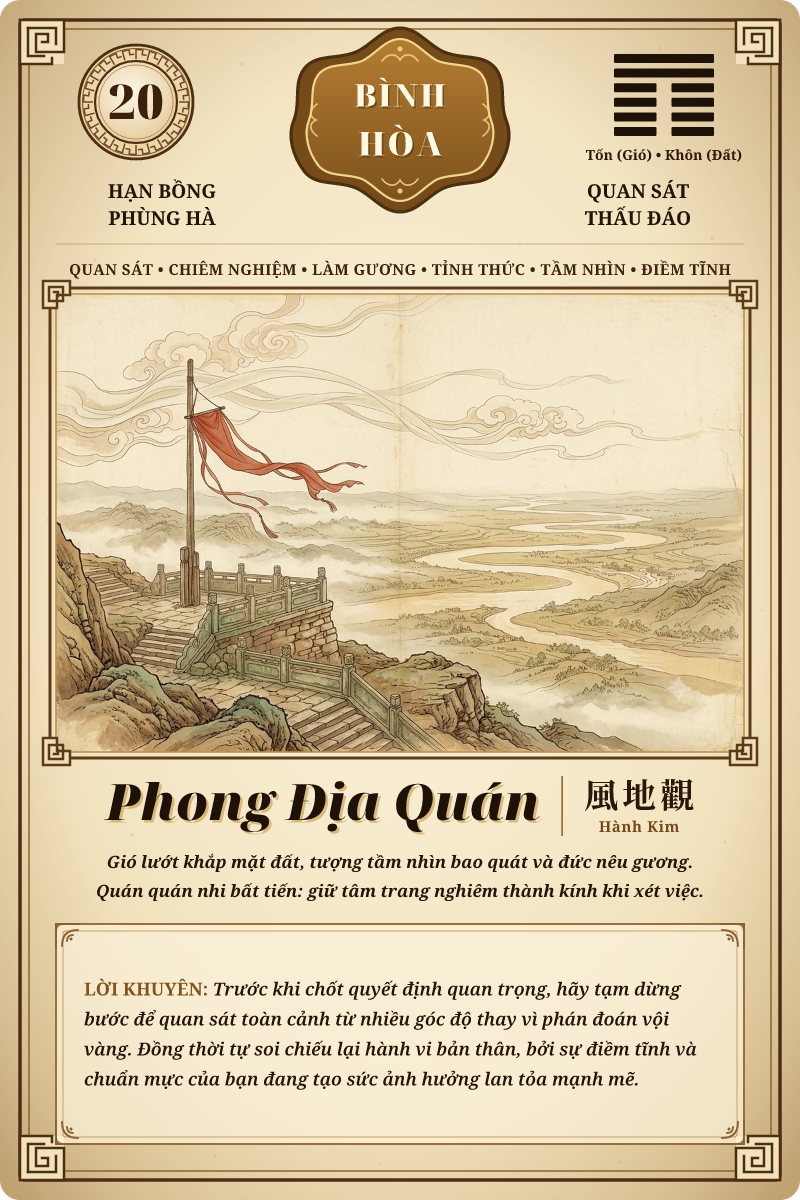 20
BÌNH
HÒA
Tốn (Gió) • Khôn (Đất)
HẠN BỒNG
PHÙNG HÀ
QUAN SÁT
THẤU ĐÁO
QUAN SÁT • CHIÊM NGHIỆM • LÀM GƯƠNG • TỈNH THỨC • TẦM NHÌN • ĐIỀM TĨNH
Phong Địa Quán
風地觀
Hành Kim
Gió lướt khắp mặt đất, tượng tầm nhìn bao quát và đức nêu gương.
Quán quán nhi bất tiến: giữ tâm trang nghiêm thành kính khi xét việc.
LỜI KHUYÊN: Trước khi chốt quyết định quan trọng, hãy tạm dừng
bước để quan sát toàn cảnh từ nhiều góc độ thay vì phán đoán vội
vàng. Đồng thời tự soi chiếu lại hành vi bản thân, bởi sự điềm tĩnh và
chuẩn mực của bạn đang tạo sức ảnh hưởng lan tỏa mạnh mẽ.